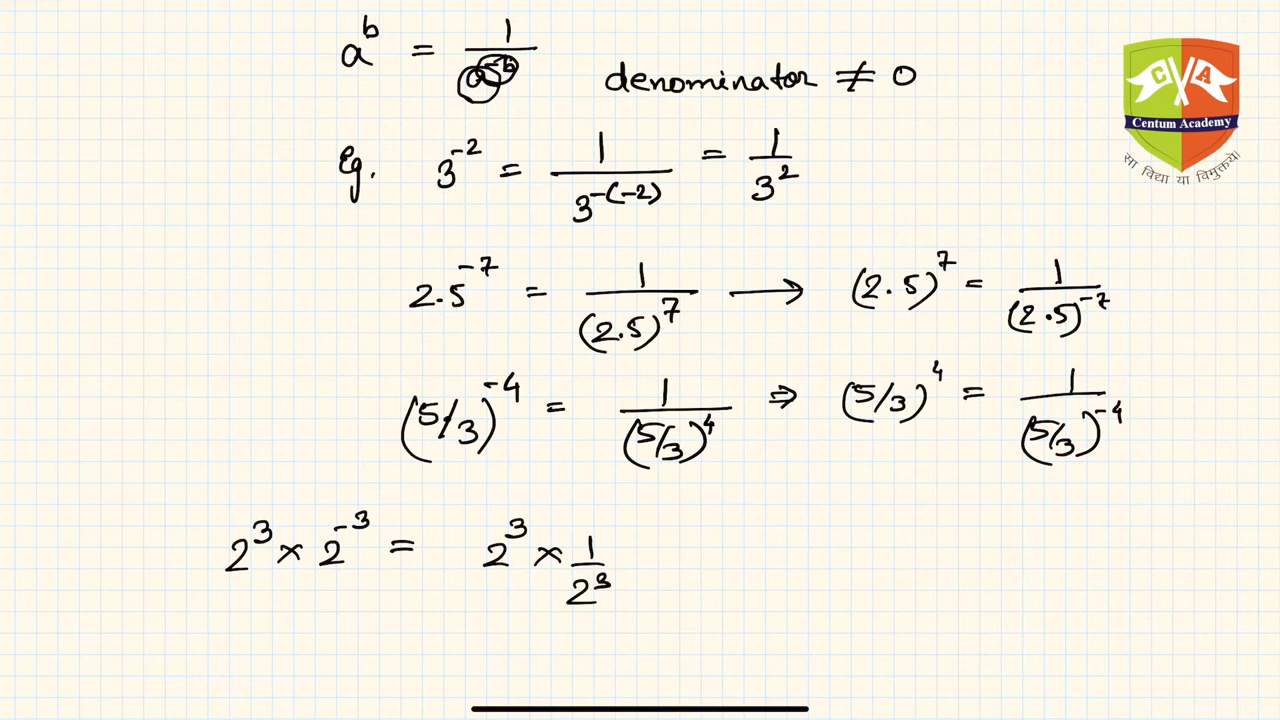 a^b = 1/a^-b denominator ≠ 0
C A
Centum Academy
सा विद्या या विमुक्तये।
Eg. 3^-2 = 1/3^-(-2) = 1/3^2
2.5^-7 = 1/(2.5)^7 ⟶ (2.5)^7 = 1/(2.5)^-7
(5/3)^-4 = 1/(5/3)^4 ⇒ (5/3)^4 = 1/(5/3)^-4
2^3 × 2^-3 = 2^3 × 1/2^3